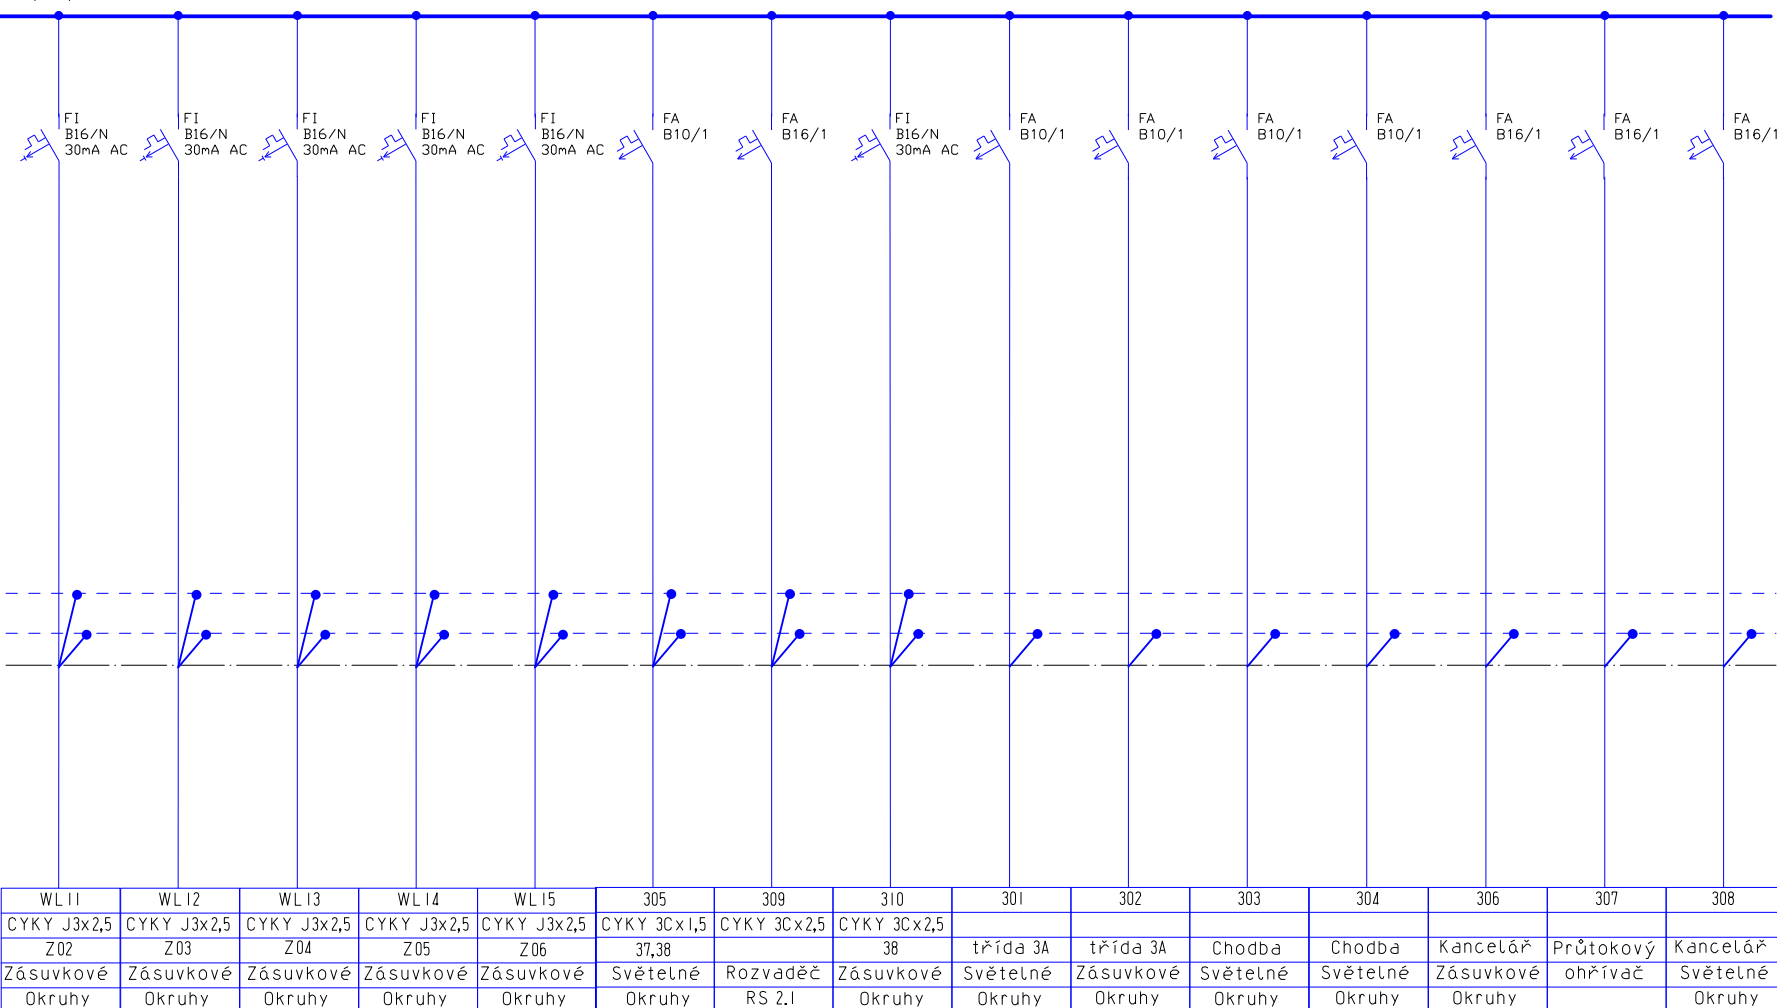 FI FI FI FI FI FA FA FI FA FA FA FA FA FA FA
B16/N B16/N B16/N B16/N B16/N B10/1 B16/1 B16/N B10/1 B10/1 B10/1 B10/1 B16/1 B16/1 B16/1
30mA AC 30mA AC 30mA AC 30mA AC 30mA AC 30mA AC
WL11 WL12 WL13 WL14 WL15 305 309 310 301 302 303 304 306 307 308
CYKY J3x2,5 CYKY J3x2,5 CYKY J3x2,5 CYKY J3x2,5 CYKY J3x2,5 CYKY 3Cx1,5 CYKY 3Cx2,5 CYKY 3Cx2,5
Z02 Z03 Z04 Z05 Z06 37,38 38 třída 3A třída 3A Chodba Chodba Kancelář Průtokový Kancelář
Zásuvkové Zásuvkové Zásuvkové Zásuvkové Zásuvkové Světelné Rozvaděč Zásuvkové Světelné Zásuvkové Světelné Světelné Zásuvkové ohřívač Světelné
Okruhy Okruhy Okruhy Okruhy Okruhy Okruhy RS 2.1 Okruhy Okruhy Okruhy Okruhy Okruhy Okruhy Okruhy